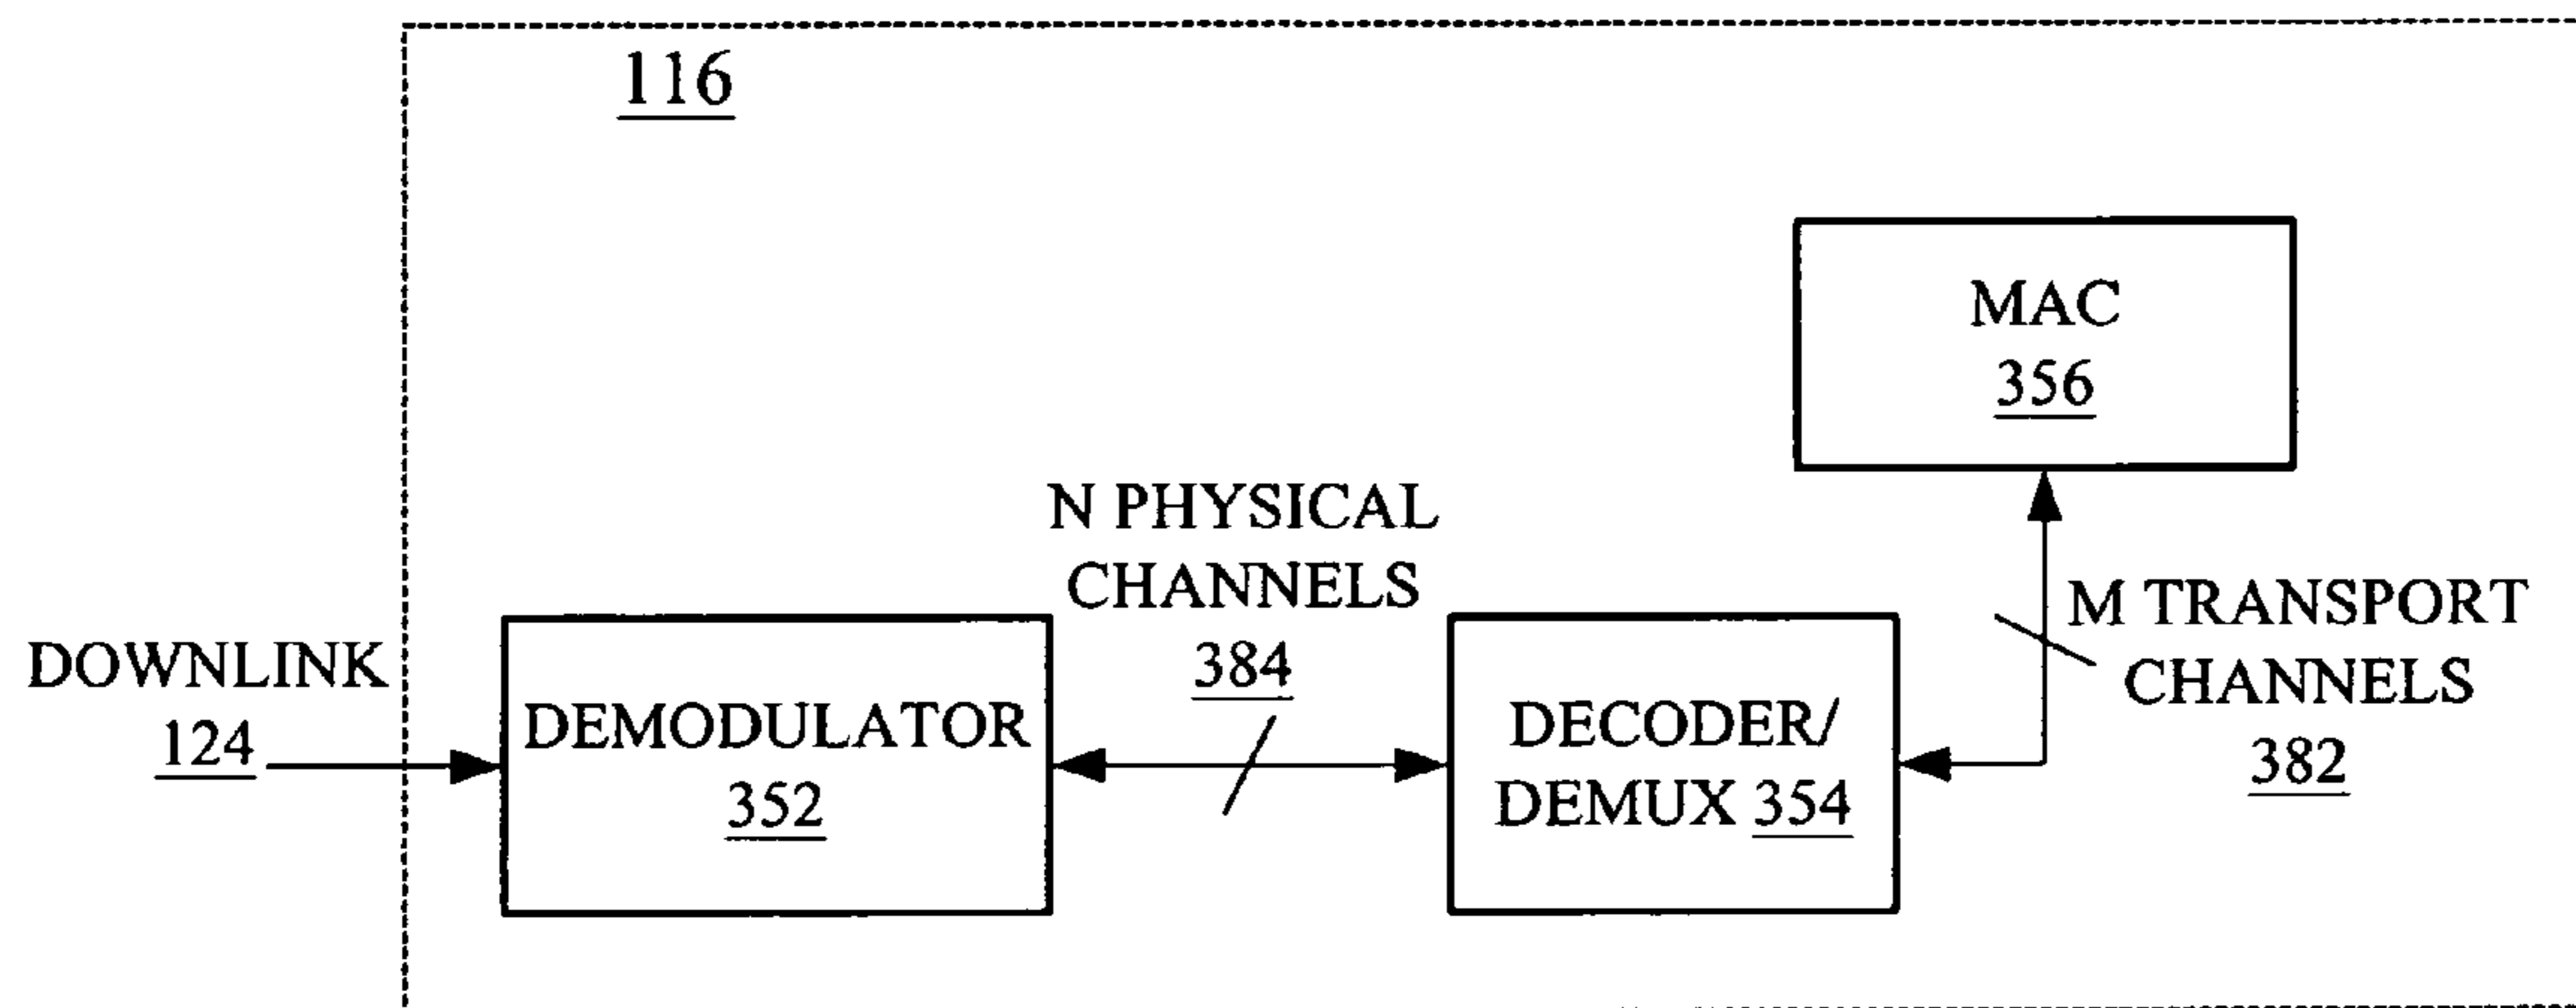 116
MAC
356
N PHYSICAL
CHANNELS
384
M TRANSPORT
CHANNELS
382
DOWNLINK
124
DEMODULATOR
352
DECODER/
DEMUX 354